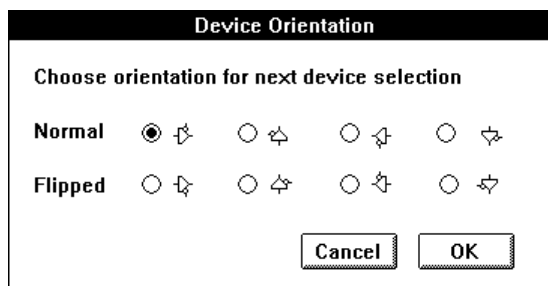 Device Orientation
Choose orientation for next device selection
Normal
Flipped
Cancel OK